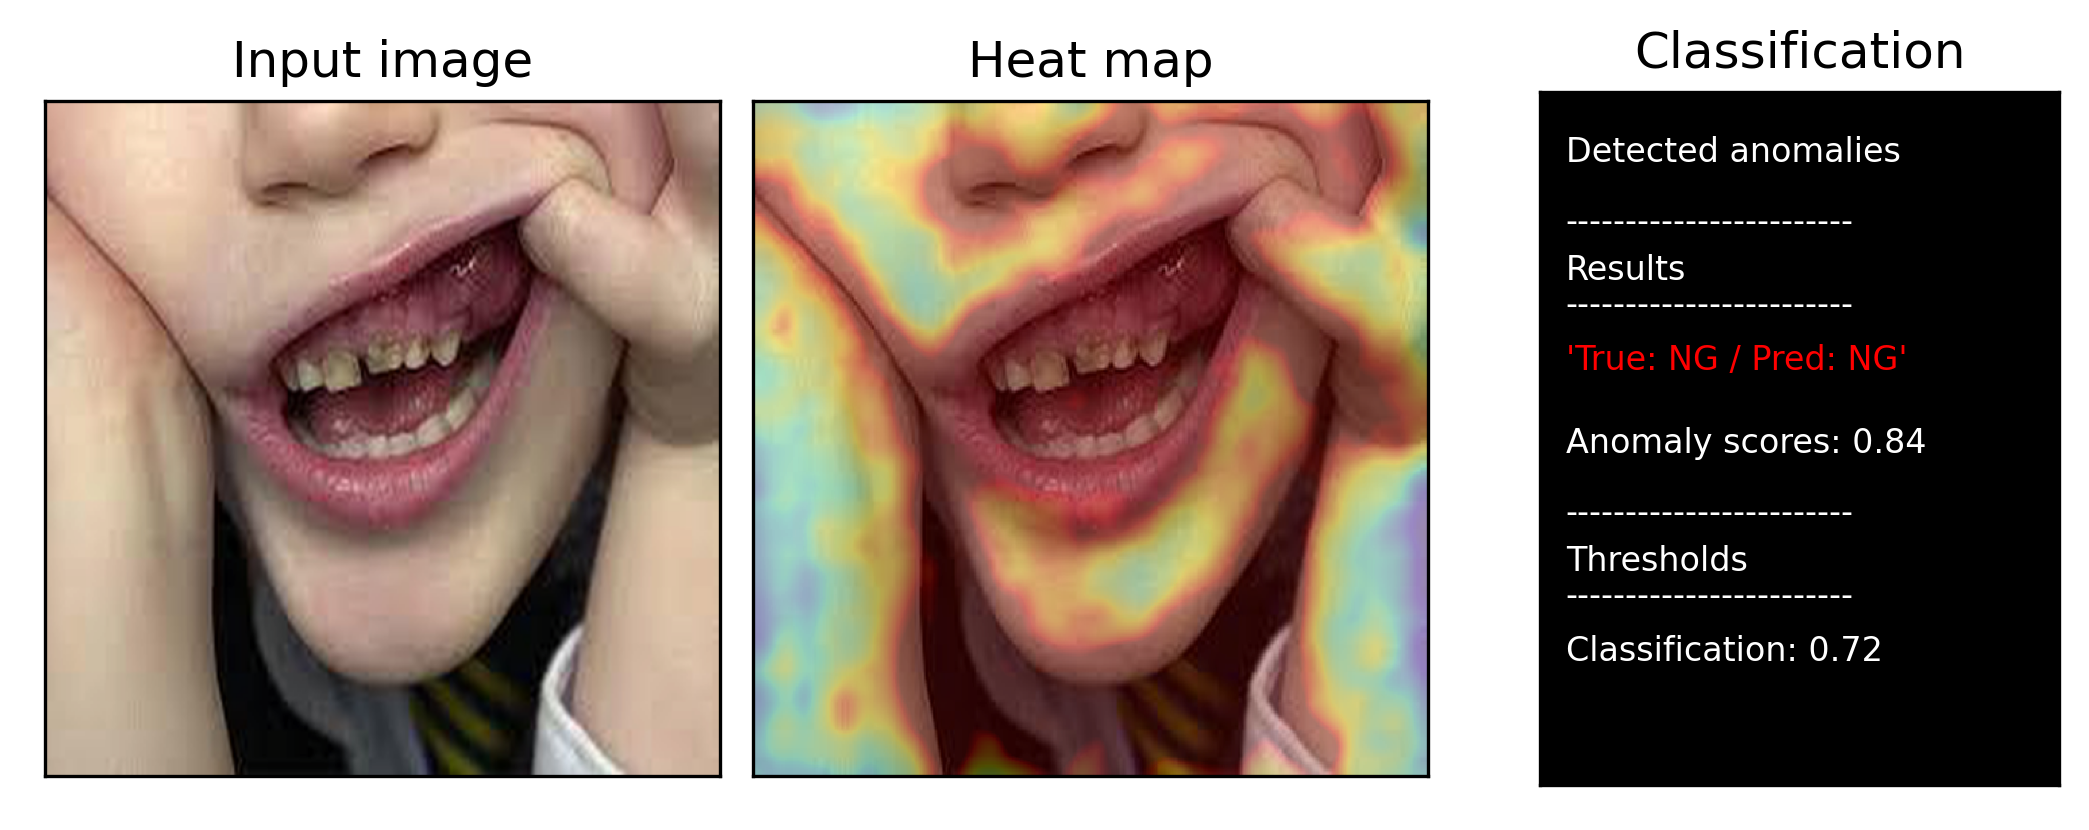 Input image
Heat map
Classification
Detected anomalies
------------------------
Results
------------------------
'True: NG / Pred: NG'
Anomaly scores: 0.84
------------------------
Thresholds
------------------------
Classification: 0.72